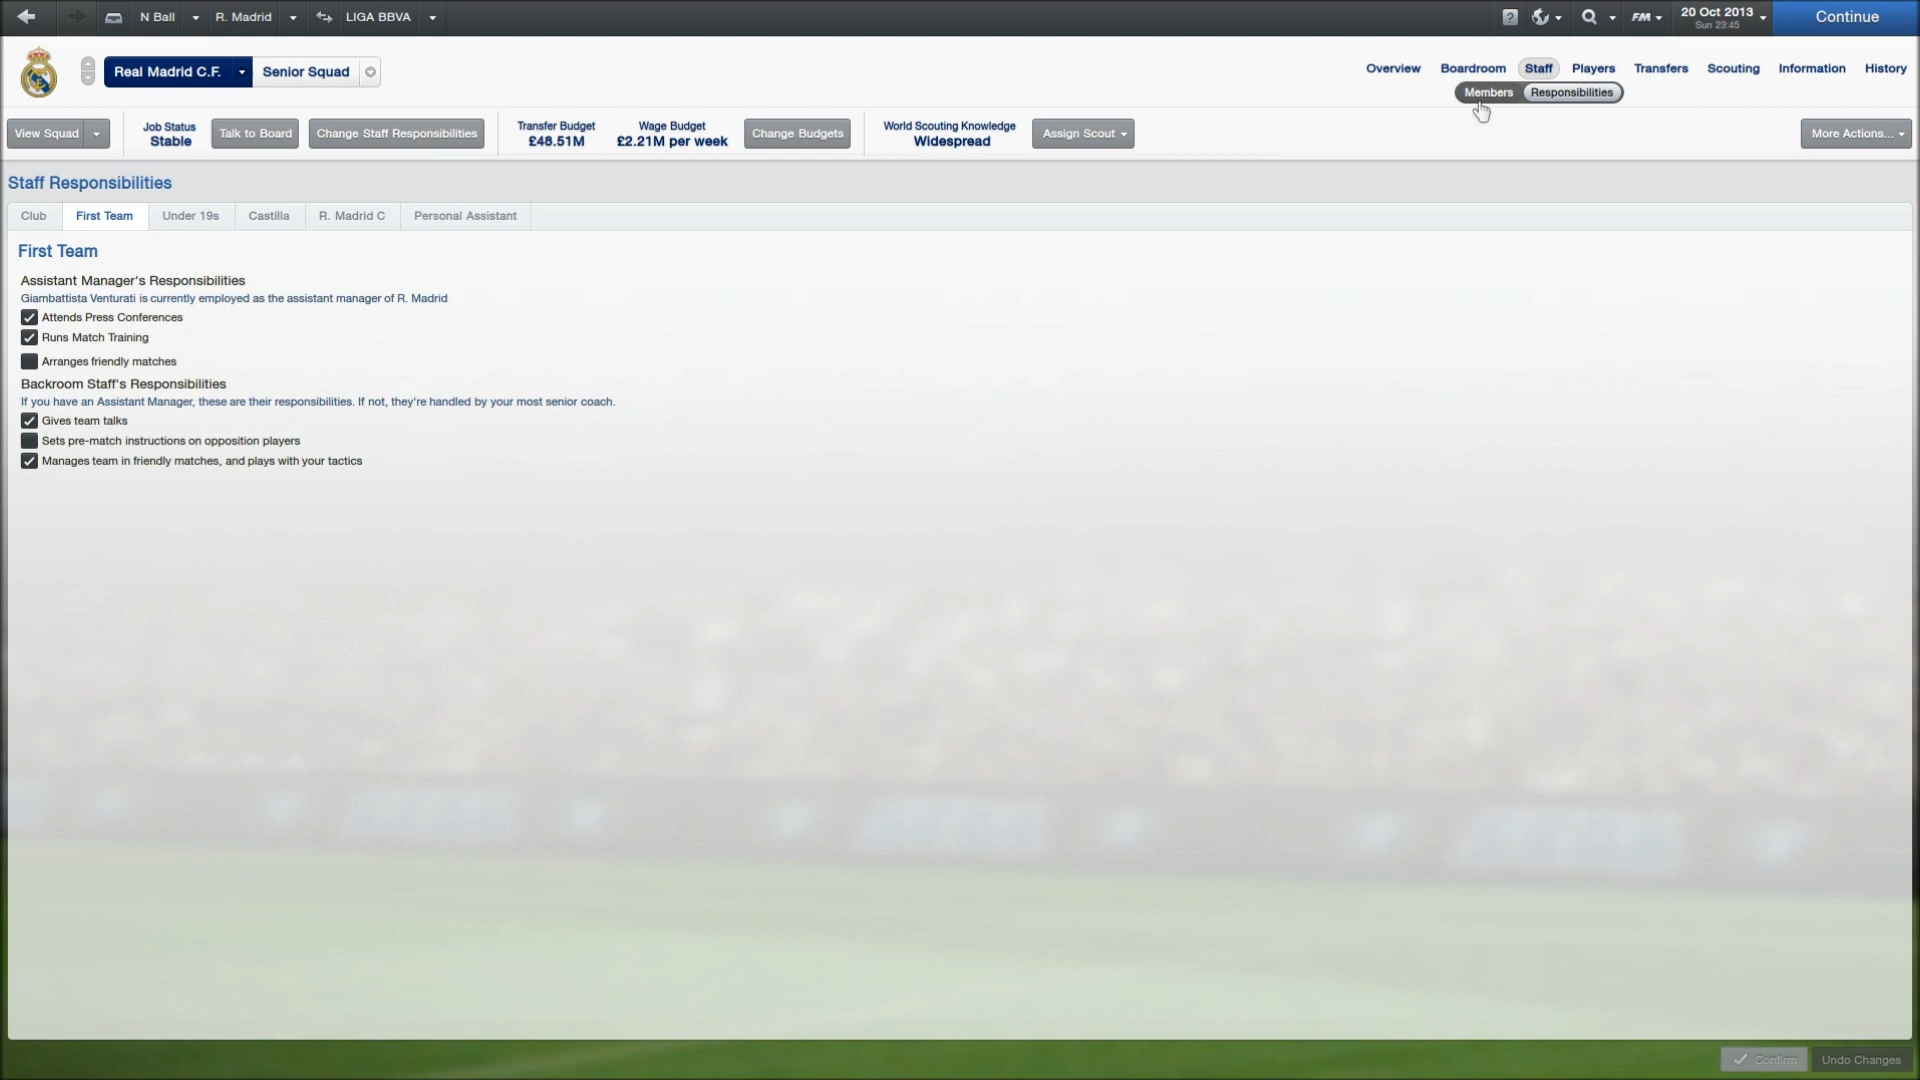 N Ball R. Madrid LIGA BBVA ? FM 20 Oct 2013 Continue
Sun 23:45
Real Madrid C.F. Senior Squad Overview Boardroom Staff Players Transfers Scouting Information History
Members Responsibilities
View Squad Job Status Talk to Board Change Staff Responsibilities Transfer Budget Wage Budget Change Budgets World Scouting Knowledge Assign Scout More Actions...
Stable £48.51M £2.21M per week Widespread
Staff Responsibilities
Club First Team Under 19s Castilla R. Madrid C Personal Assistant
First Team
Assistant Manager's Responsibilities
Giambattista Venturati is currently employed as the assistant manager of R. Madrid
Attends Press Conferences
Runs Match Training
Arranges friendly matches
Backroom Staff's Responsibilities
If you have an Assistant Manager, these are their responsibilities. If not, they're handled by your most senior coach.
Gives team talks
Sets pre-match instructions on opposition players
Manages team in friendly matches, and plays with your tactics
Confirm Undo Changes